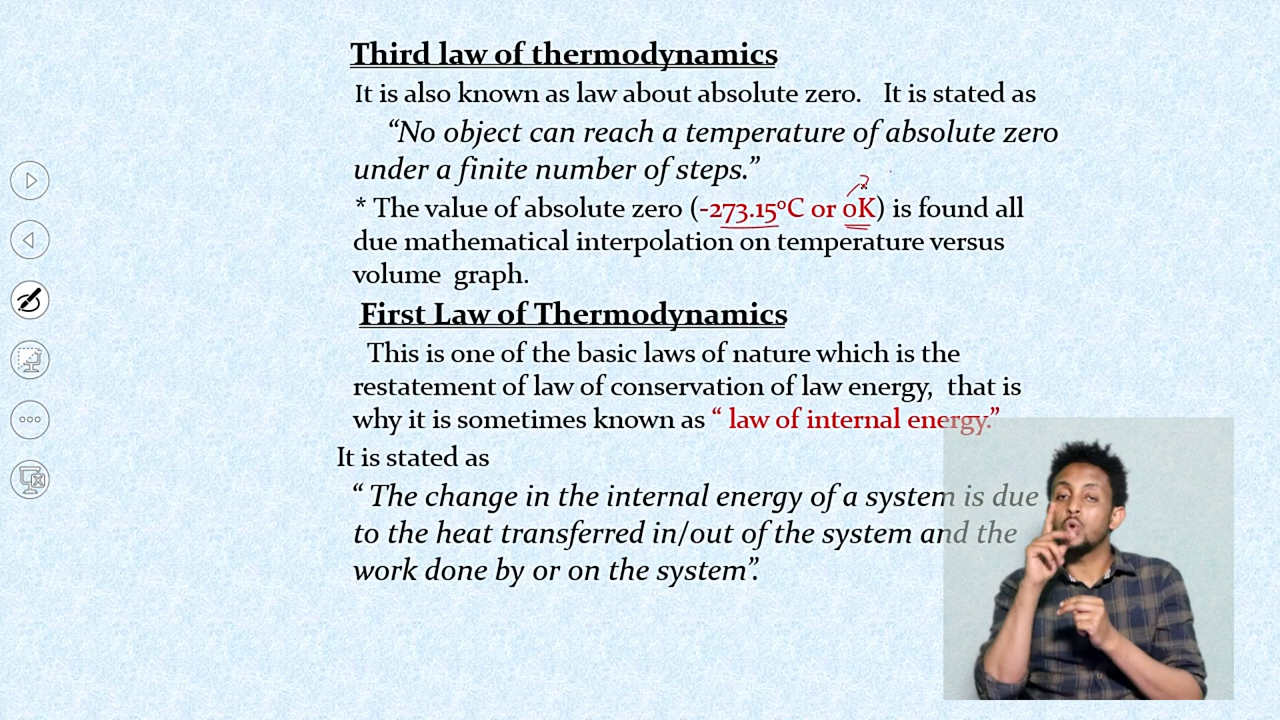 Third law of thermodynamics
It is also known as law about absolute zero. It is stated as
“No object can reach a temperature of absolute zero
under a finite number of steps.”
* The value of absolute zero (-273.15⁰C or 0K) is found all
due mathematical interpolation on temperature versus
volume graph.
First Law of Thermodynamics
This is one of the basic laws of nature which is the
restatement of law of conservation of law energy, that is
why it is sometimes known as “ law of internal energy.”
It is stated as
“ The change in the internal energy of a system is due
to the heat transferred in/out of the system and the
work done by or on the system”.